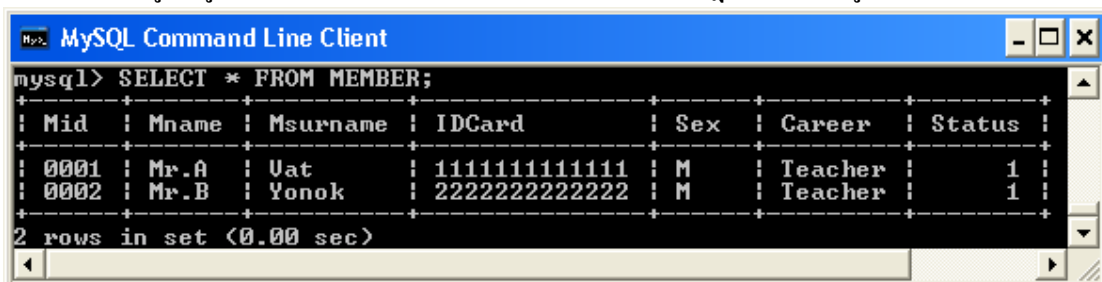 MySQL Command Line Client
mysql> SELECT * FROM MEMBER;
+------+-------+----------+---------------+-----+---------+--------+
| Mid | Mname | Msurname | IDCard | Sex | Career | Status |
+------+-------+----------+---------------+-----+---------+--------+
| 0001 | Mr.A | Vat | 1111111111111 | M | Teacher | 1 |
| 0002 | Mr.B | Yonok | 2222222222222 | M | Teacher | 1 |
+------+-------+----------+---------------+-----+---------+--------+
2 rows in set (0.00 sec)